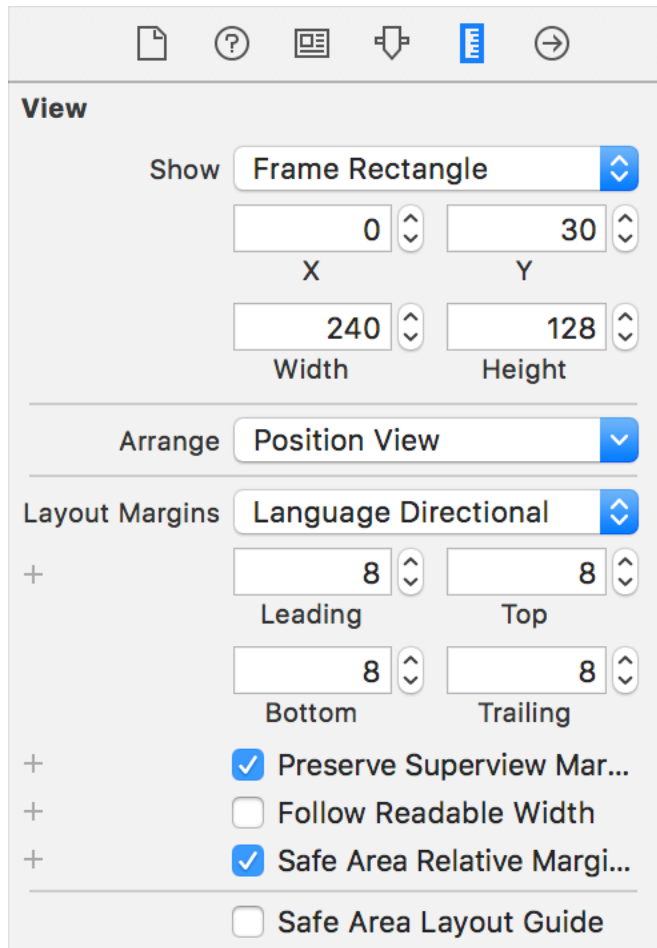 View
Show Frame Rectangle
0 30
X Y
240 128
Width Height
Arrange Position View
Layout Margins Language Directional
+ 8 8
Leading Top
8 8
Bottom Trailing
+ Preserve Superview Mar...
+ Follow Readable Width
+ Safe Area Relative Margi...
Safe Area Layout Guide